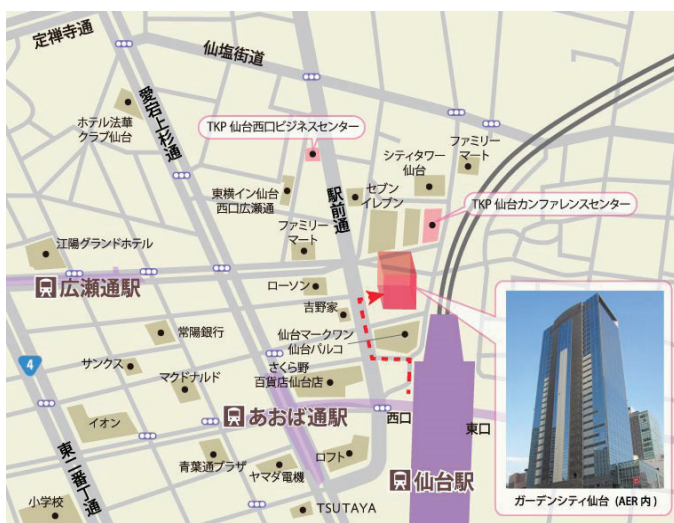 定禅寺通
仙塩街道
愛宕上杉通
ホテル法華
クラブ仙台
TKP 仙台西口ビジネスセンター
駅前通
ファミリー
マート
シティタワー
仙台
セブン
イレブン
東横イン仙台
西口広瀬通
TKP 仙台カンファレンスセンター
ファミリー
マート
江陽グランドホテル
広瀬通駅
ローソン
吉野家
常陽銀行
仙台マークワン
仙台パルコ
サンクス
さくら野
百貨店仙台店
4
マクドナルド
イオン
あおば通駅
西口
東口
東二番丁通
青葉通プラザ
ヤマダ電機
ロフト
仙台駅
小学校
TSUTAYA
ガーデンシティ仙台（AER 内）